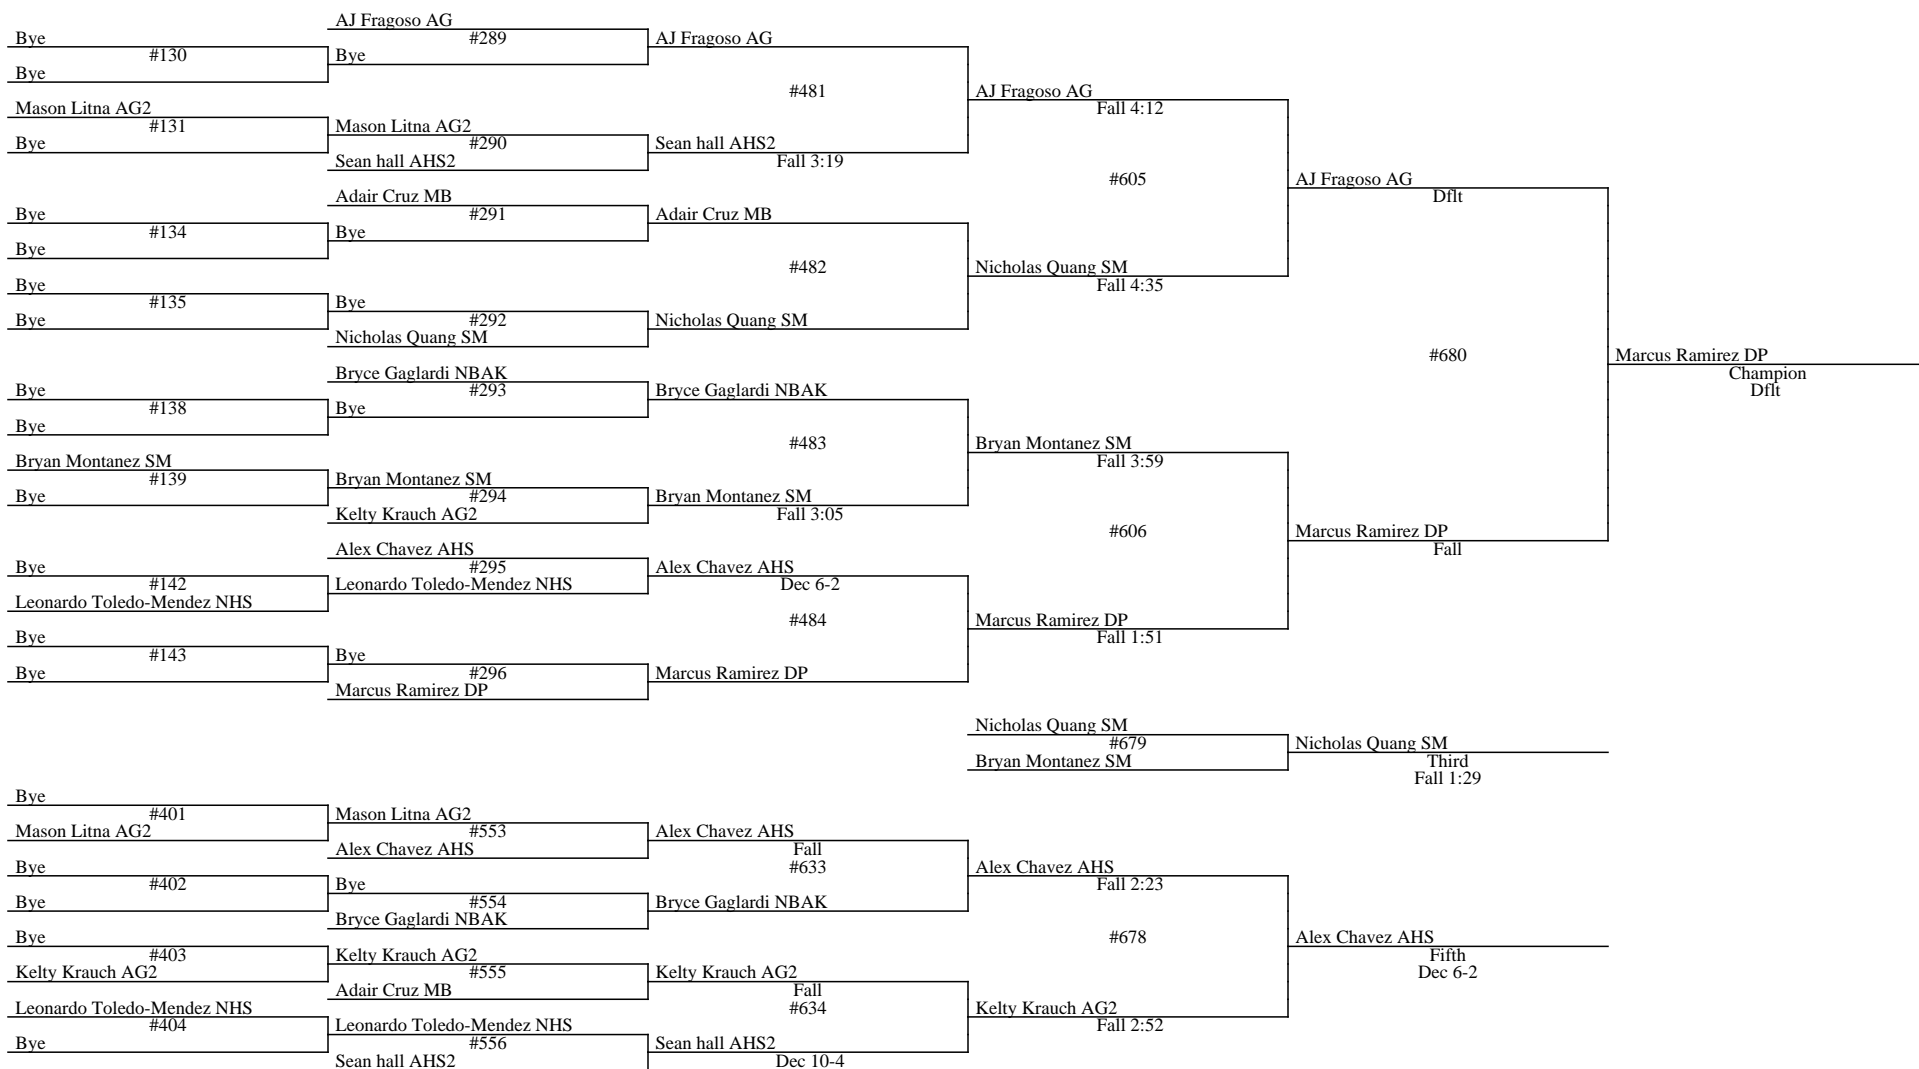 AJ Fragoso AG
Bye
#289
AJ Fragoso AG
#130
Bye
Bye
#481
AJ Fragoso AG
Mason Litna AG2
Fall 4:12
#131
Mason Litna AG2
Bye
#290
Sean hall AHS2
Sean hall AHS2
Fall 3:19
#605
AJ Fragoso AG
Adair Cruz MB
Dflt
Bye
#291
Adair Cruz MB
#134
Bye
Bye
#482
Nicholas Quang SM
Bye
Fall 4:35
#135
Bye
Bye
#292
Nicholas Quang SM
Nicholas Quang SM
#680
Marcus Ramirez DP
Bryce Gaglardi NBAK
Champion
Bye
#293
Bryce Gaglardi NBAK
Dflt
#138
Bye
Bye
#483
Bryan Montanez SM
Bryan Montanez SM
Fall 3:59
#139
Bryan Montanez SM
Bye
#294
Bryan Montanez SM
Kelty Krauch AG2
Fall 3:05
#606
Marcus Ramirez DP
Alex Chavez AHS
Fall
Bye
#295
Alex Chavez AHS
#142
Leonardo Toledo-Mendez NHS
Dec 6-2
Leonardo Toledo-Mendez NHS
#484
Marcus Ramirez DP
Bye
Fall 1:51
#143
Bye
Bye
#296
Marcus Ramirez DP
Marcus Ramirez DP
Nicholas Quang SM
#679
Nicholas Quang SM
Bryan Montanez SM
Third
Fall 1:29
Bye
#401
Mason Litna AG2
Mason Litna AG2
#553
Alex Chavez AHS
Alex Chavez AHS
Fall
Bye
#633
Alex Chavez AHS
#402
Bye
Fall 2:23
Bye
#554
Bryce Gaglardi NBAK
Bryce Gaglardi NBAK
Bye
#678
Alex Chavez AHS
#403
Kelty Krauch AG2
Fifth
Kelty Krauch AG2
#555
Kelty Krauch AG2
Dec 6-2
Adair Cruz MB
Fall
Leonardo Toledo-Mendez NHS
#634
Kelty Krauch AG2
#404
Leonardo Toledo-Mendez NHS
Fall 2:52
Bye
#556
Sean hall AHS2
Sean hall AHS2
Dec 10-4